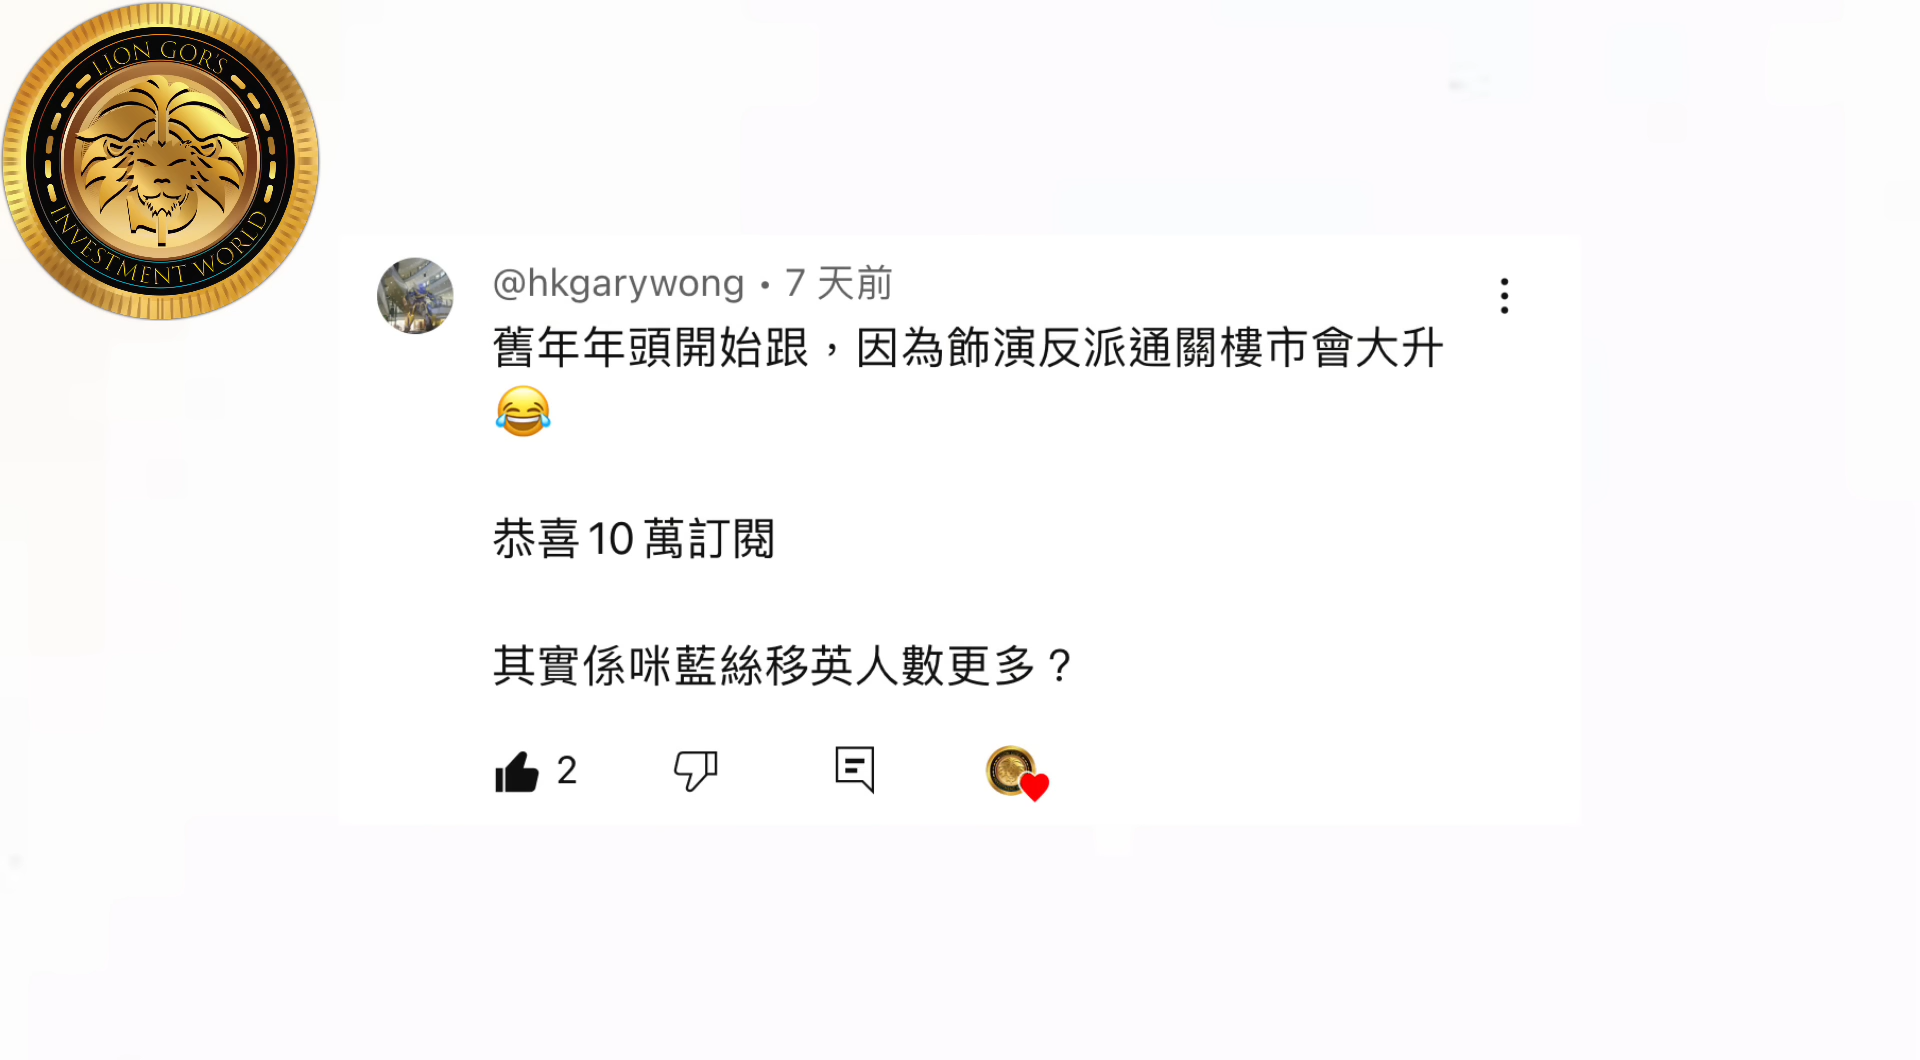 LION GOR'S
INVESTMENT WORLD
@hkgarywong • 7 天前
舊年年頭開始跟，因為飾演反派通關樓市會大升
😂
恭喜10萬訂閱
其實係咪藍絲移英人數更多？
2